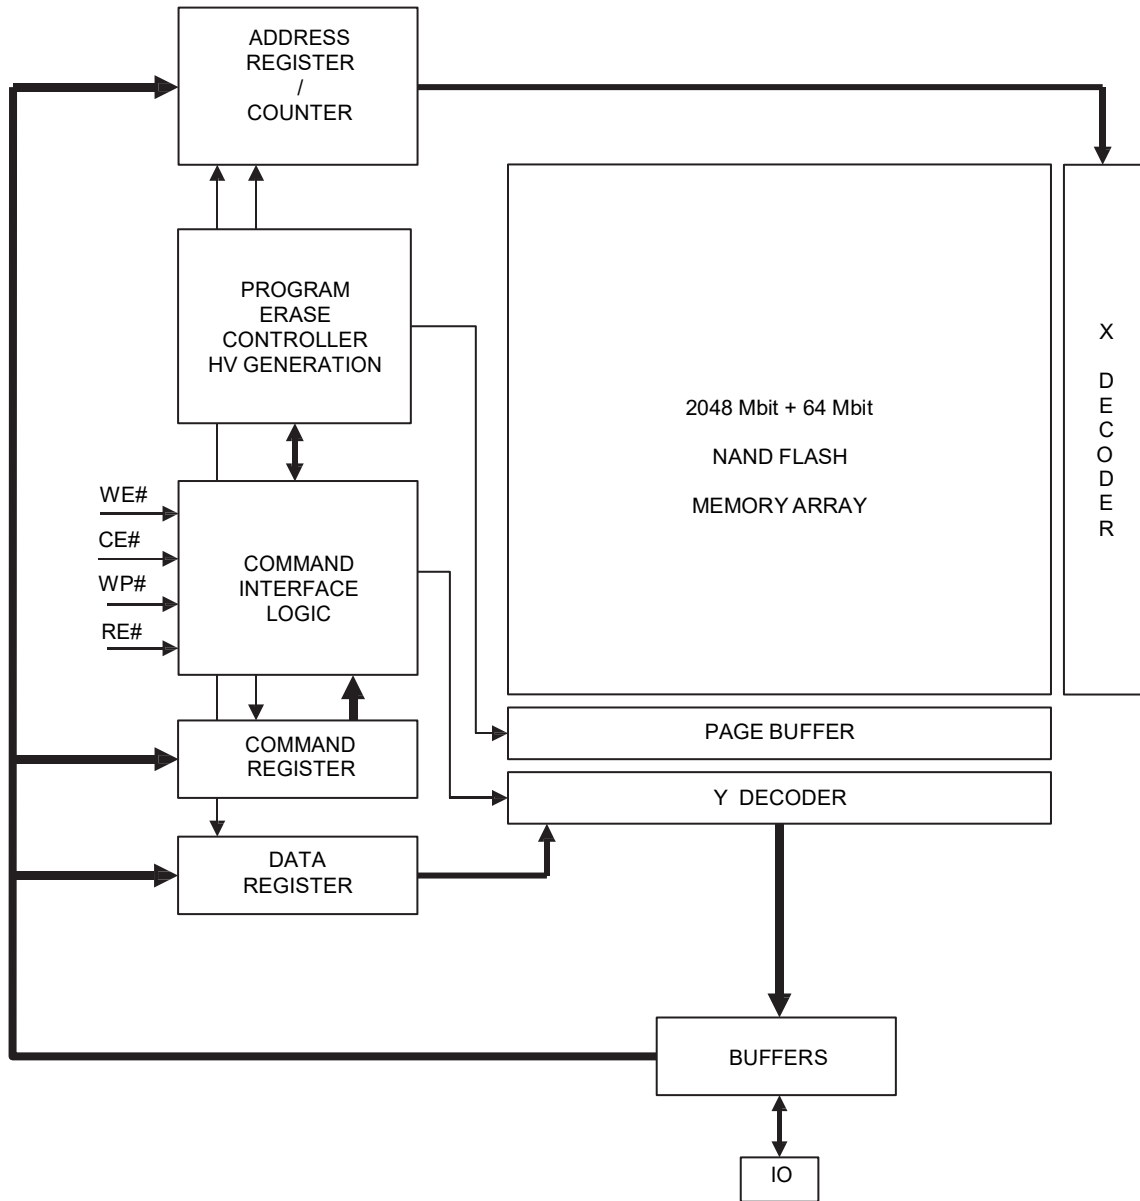 ADDRESS
REGISTER
/
COUNTER
PROGRAM
ERASE
CONTROLLER
HV GENERATION
WE#
CE#
WP#
RE#
COMMAND
INTERFACE
LOGIC
COMMAND
REGISTER
DATA
REGISTER
2048 Mbit + 64 Mbit
NAND FLASH
MEMORY ARRAY
X
D
E
C
O
D
E
R
PAGE BUFFER
Y DECODER
BUFFERS
IO